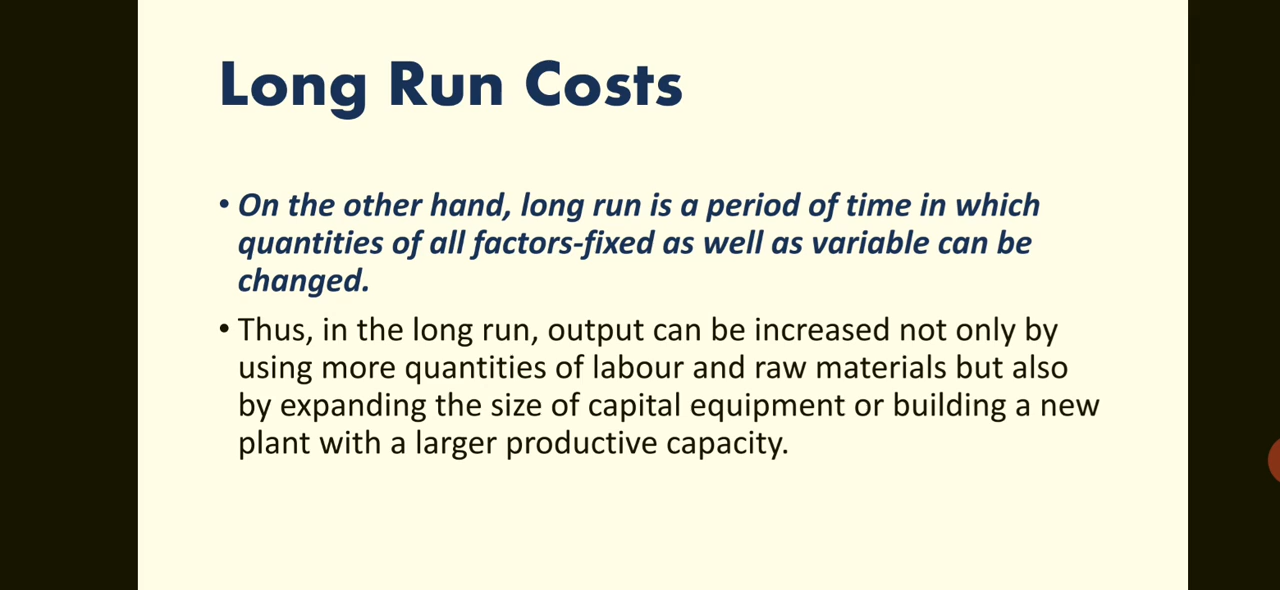 Long Run Costs
• On the other hand, long run is a period of time in which
quantities of all factors-fixed as well as variable can be
changed.
• Thus, in the long run, output can be increased not only by
using more quantities of labour and raw materials but also
by expanding the size of capital equipment or building a new
plant with a larger productive capacity.